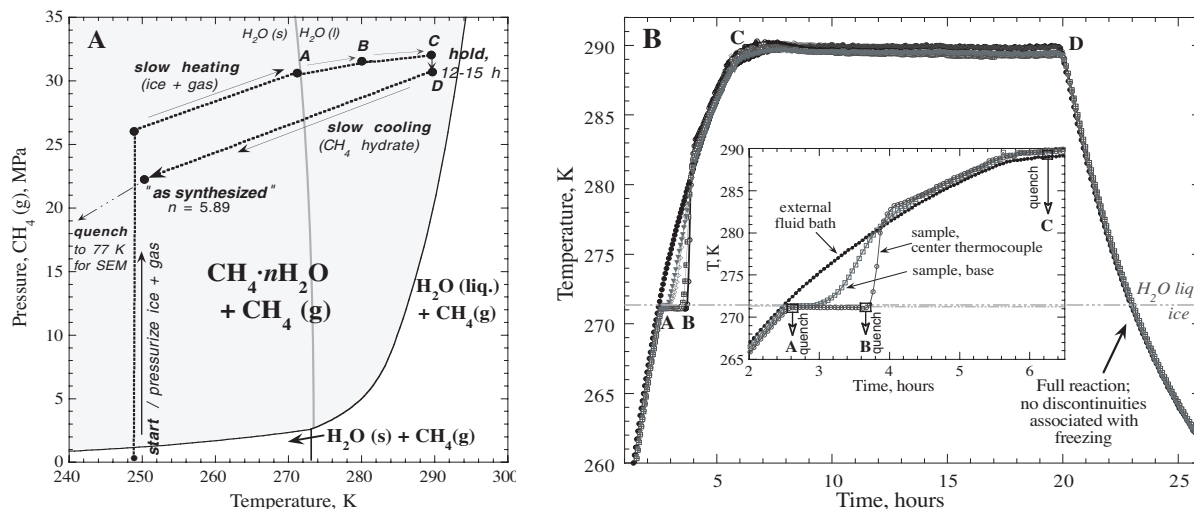 A
H2O (s)
H2O (l)
A
B
C
hold,
12-15 h
D
slow heating
(ice + gas)
slow cooling
(CH4 hydrate)
"as synthesized"
n = 5.89
quench
to 77 K
for SEM
start / pressurize ice + gas
CH4·nH2O
+ CH4 (g)
H2O (liq.)
+ CH4(g)
H2O (s) + CH4(g)
Pressure, CH4 (g), MPa
35
30
25
20
15
10
5
0
240
250
260
270
280
290
300
Temperature, K
B
C
D
A
B
Temperature, K
290
280
270
260
290
285
280
275
270
265
T, K
external
fluid bath
sample,
center thermocouple
sample, base
quench
C
quench
A
quench
B
2
3
4
5
6
Time, hours
H2O liq
ice
Full reaction;
no discontinuities
associated with
freezing
5
10
15
20
25
Time, hours